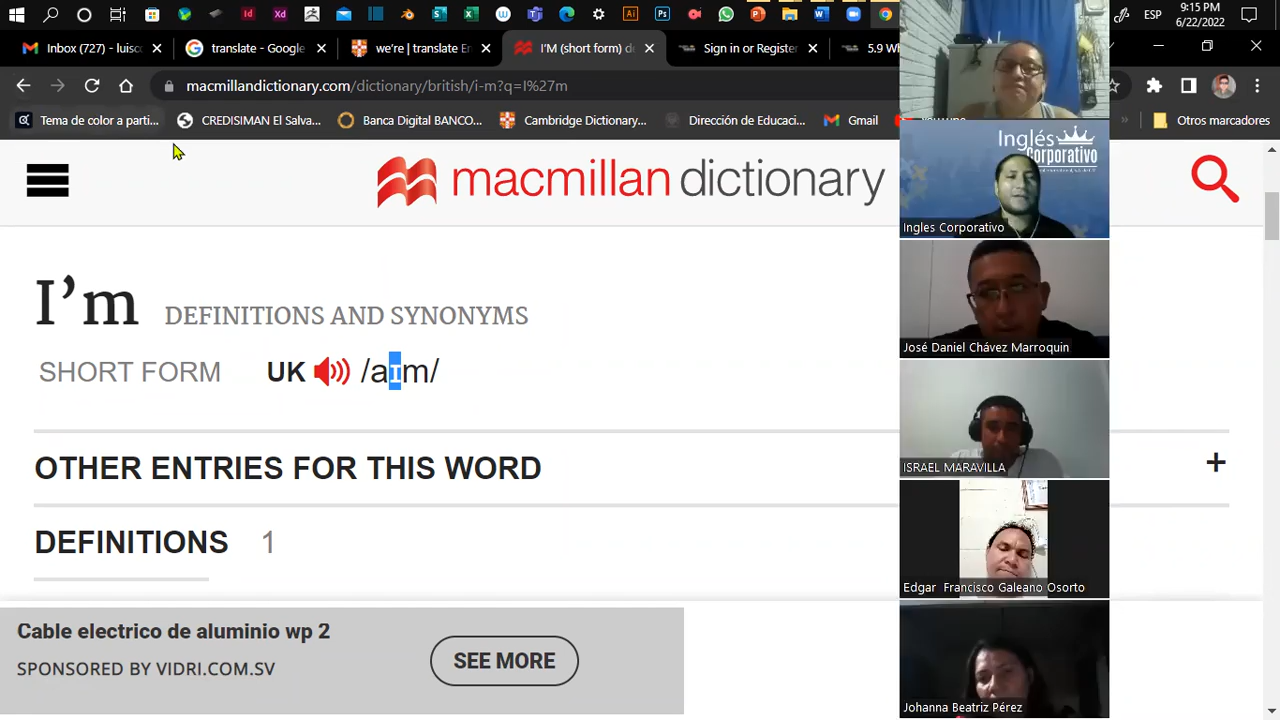 ESP
9:15 PM
6/22/2022
Inbox (727) - luisc
translate - Google
we're | translate E
I'M (short form) d
Sign in or Register
5.9 W
macmillandictionary.com/dictionary/british/i-m?q=I%27m
Tema de color a parti...
CREDISIMAN El Salva...
Banca Digital BANCO...
Cambridge Dictionary...
Dirección de Educaci...
Gmail
YouTube
Otros marcadores
macmillan dictionary
I'm DEFINITIONS AND SYNONYMS
SHORT FORM UK /aɪm/
OTHER ENTRIES FOR THIS WORD
DEFINITIONS 1
Cable electrico de aluminio wp 2
SPONSORED BY VIDRI.COM.SV
SEE MORE
Inglés
Corporativo
Ingles Corporativo
José Daniel Chávez Marroquin
ISRAEL MARAVILLA
Edgar Francisco Galeano Osorto
Johanna Beatriz Pérez